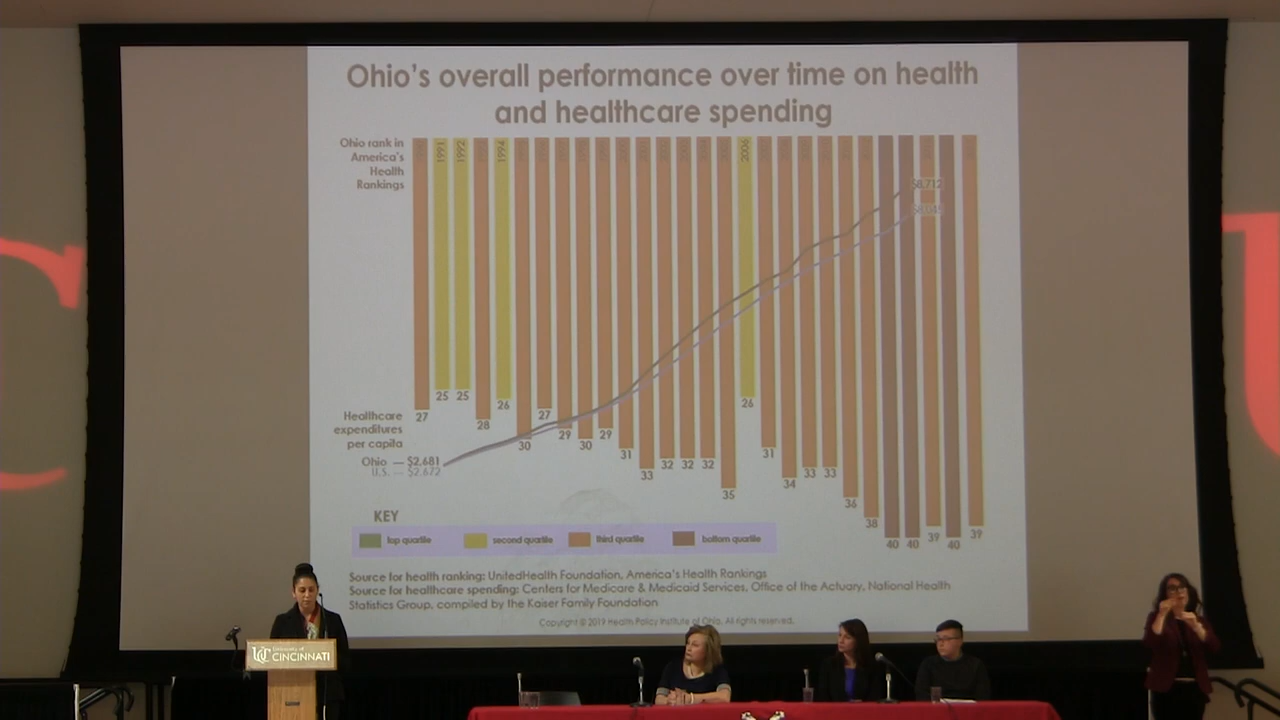 Ohio's overall performance over time on health
and healthcare spending
Ohio rank in
America's
Health
Rankings
1991
1992
1994
2006
$8,712
27
25
25
28
26
30
27
29
30
29
31
33
32
32
32
35
26
31
34
33
33
36
38
40
40
39
40
39
Healthcare
expenditures
per capita
Ohio — $2,681
U.S. — $2,672
KEY
top quartile
second quartile
third quartile
bottom quartile
Source for health ranking: UnitedHealth Foundation, America's Health Rankings
Source for healthcare spending: Centers for Medicare & Medicaid Services, Office of the Actuary, National Health
Statistics Group, compiled by the Kaiser Family Foundation
Copyright © 2019 Health Policy Institute of Ohio. All rights reserved.
C
U
UC University of
CINCINNATI